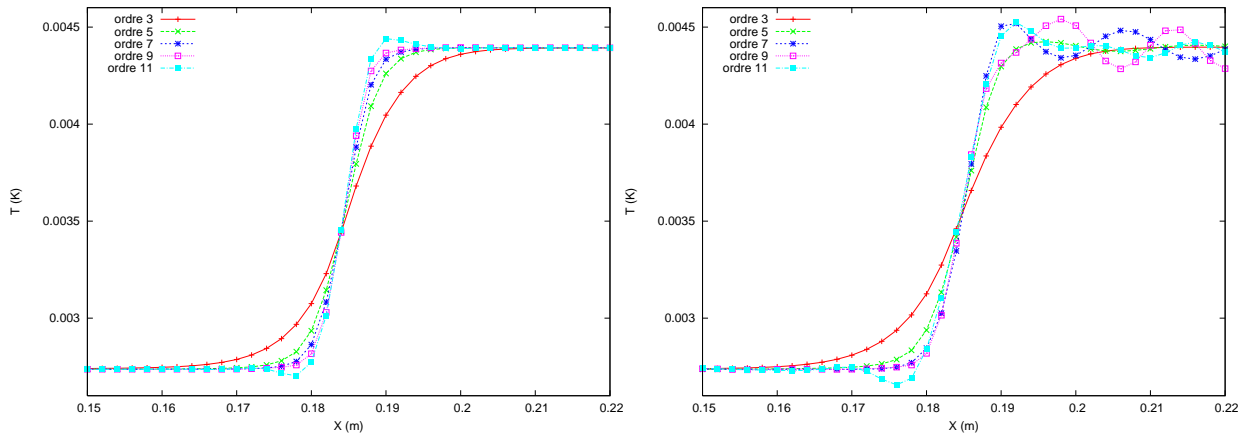 ordre 3
ordre 5
ordre 7
ordre 9
ordre 11
0.0045
0.004
0.0035
0.003
T (K)
0.15 0.16 0.17 0.18 0.19 0.2 0.21 0.22
X (m)
ordre 3
ordre 5
ordre 7
ordre 9
ordre 11
0.0045
0.004
0.0035
0.003
T (K)
0.15 0.16 0.17 0.18 0.19 0.2 0.21 0.22
X (m)